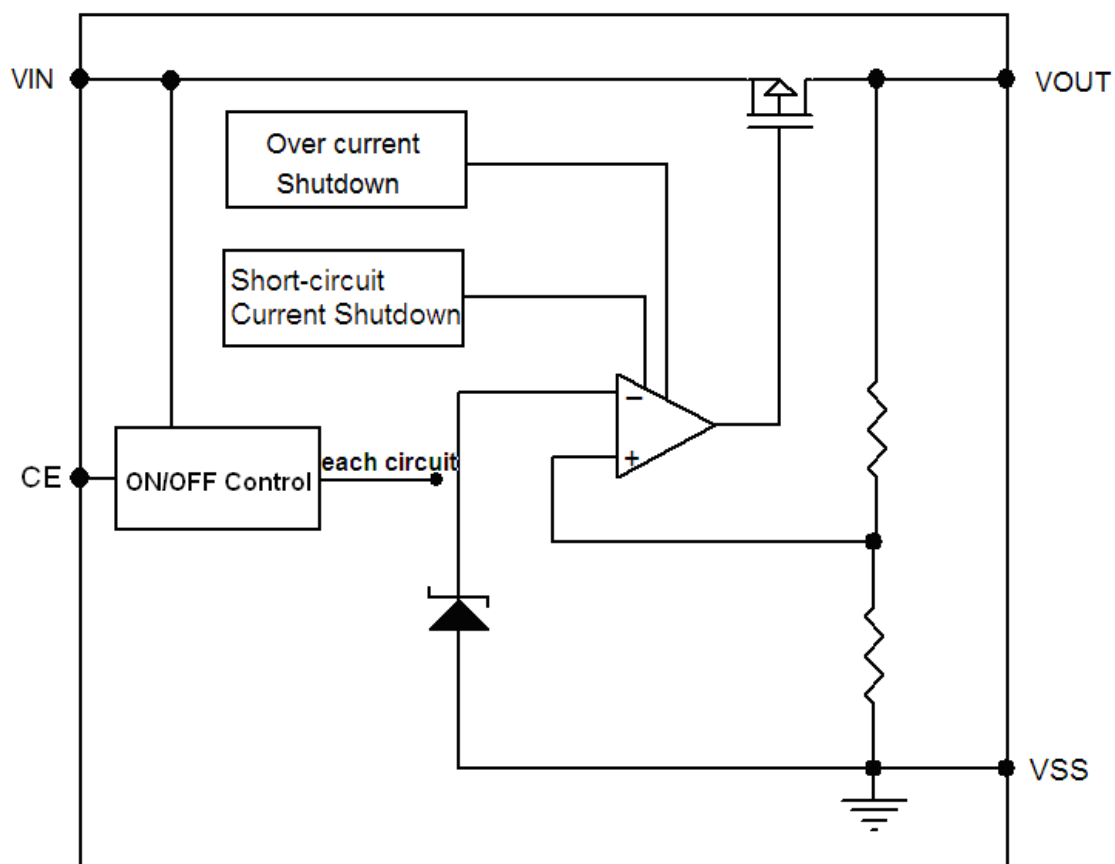 VIN
VOUT
Over current
Shutdown
Short-circuit
Current Shutdown
−
+
each circuit
CE
ON/OFF Control
VSS